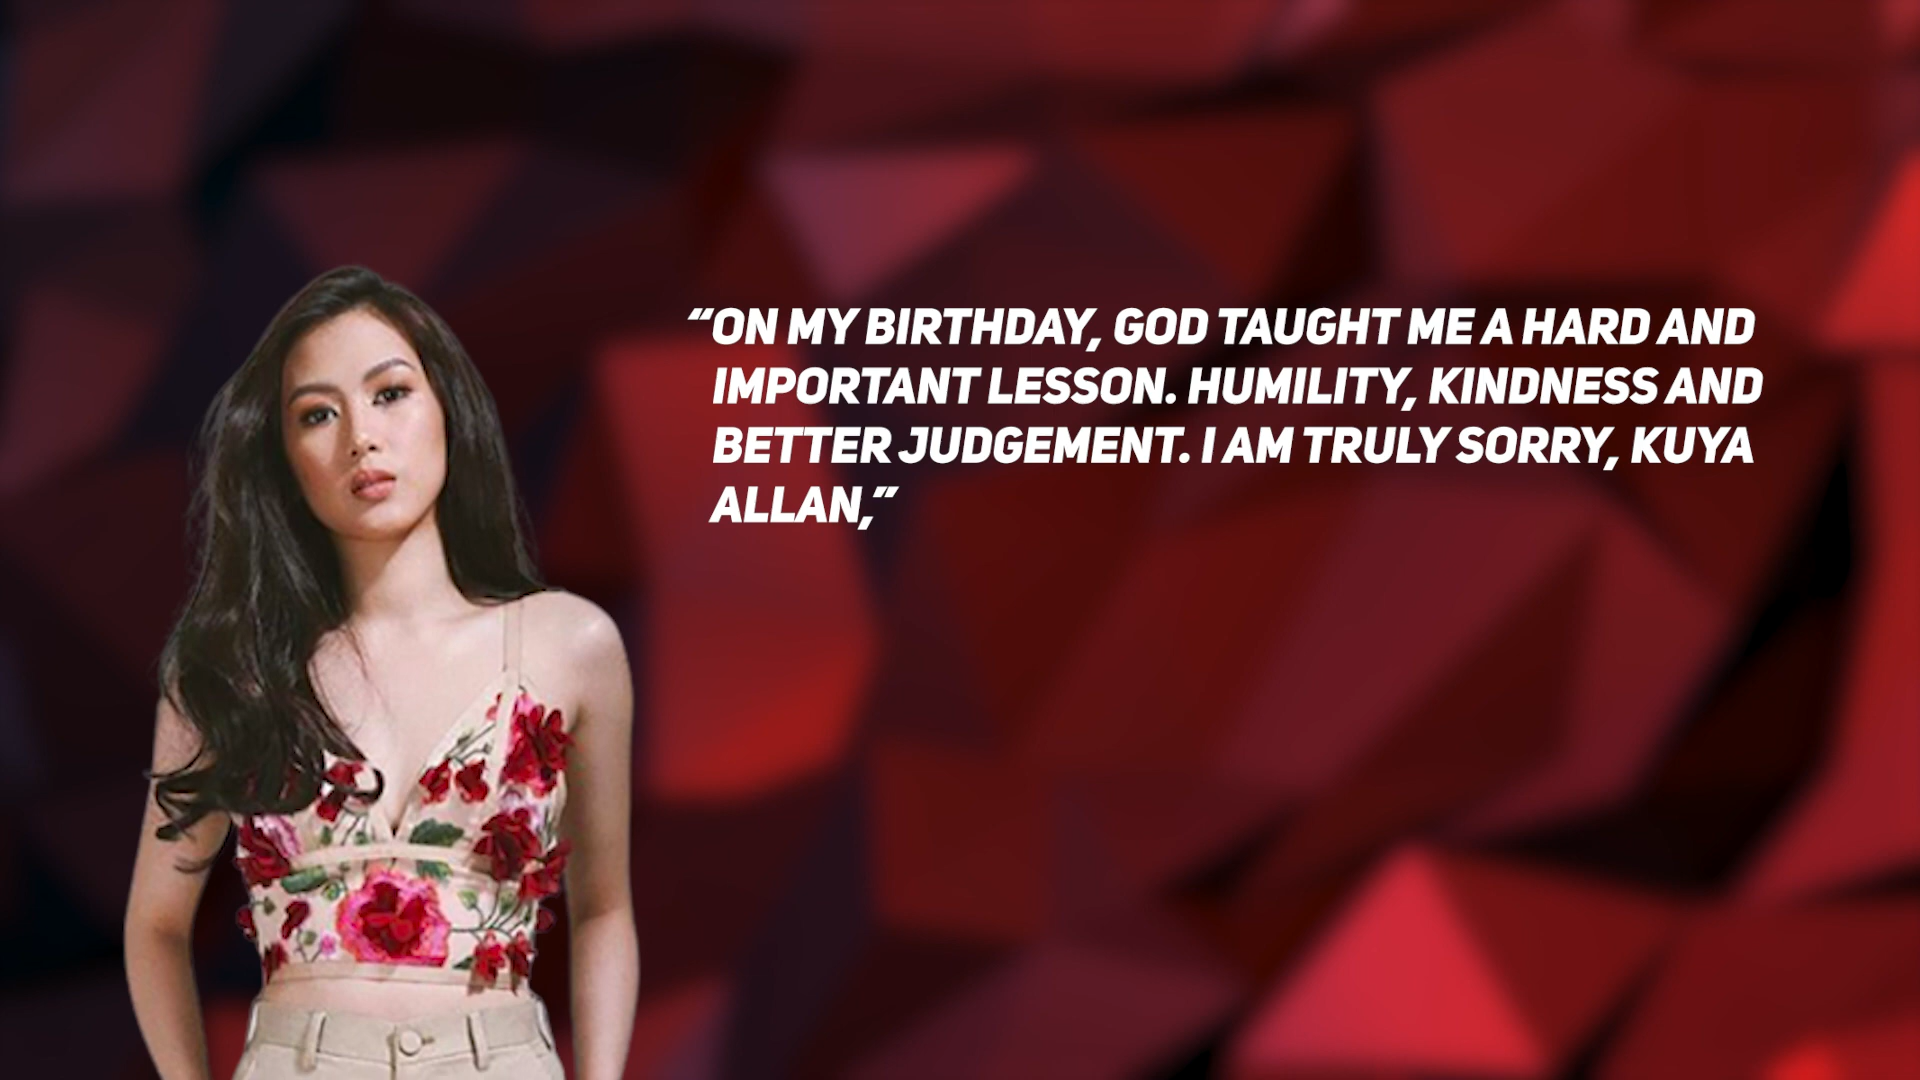 “ON MY BIRTHDAY, GOD TAUGHT ME A HARD AND
IMPORTANT LESSON. HUMILITY, KINDNESS AND
BETTER JUDGEMENT. I AM TRULY SORRY, KUYA
ALLAN,”